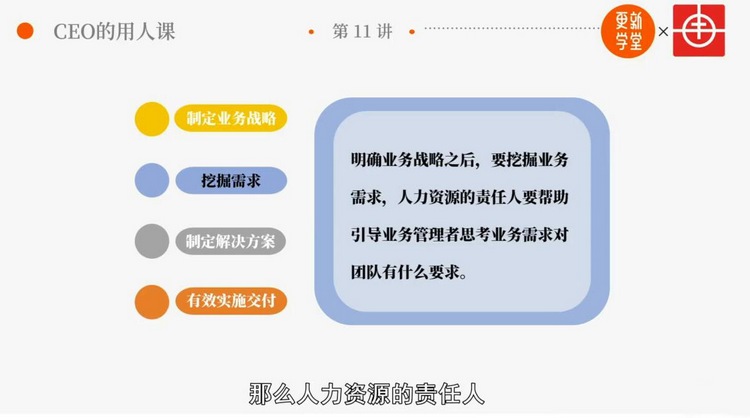 CEO的用人课
第 11 讲
更新
学堂
×
制定业务战略
挖掘需求
制定解决方案
有效实施交付
明确业务战略之后，要挖掘业务
需求，人力资源的责任人要帮助
引导业务管理者思考业务需求对
团队有什么要求。
那么人力资源的责任人